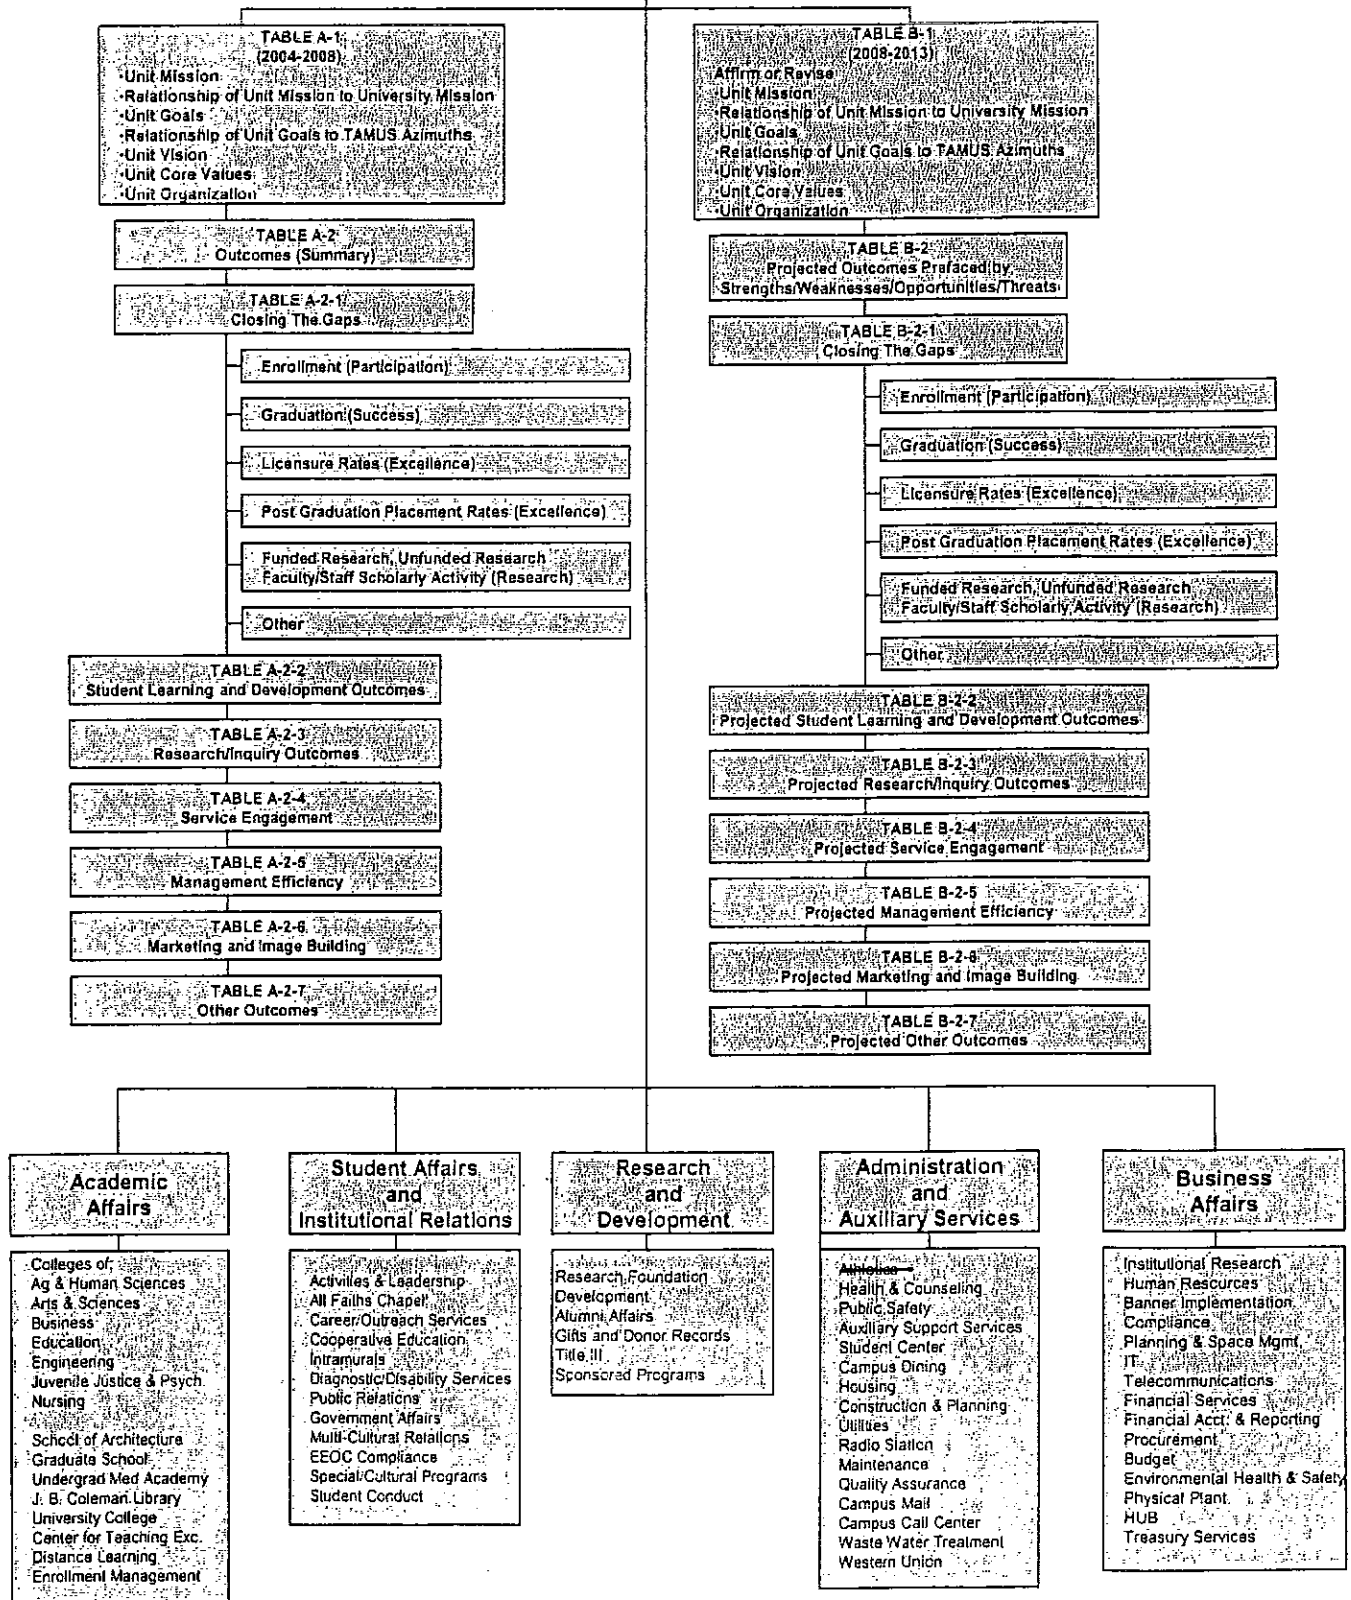 TABLE A-1
(2004-2008)
·Unit Mission
·Relationship of Unit Mission to University Mission
·Unit Goals
·Relationship of Unit Goals to TAMUS Azimuths
·Unit Vision
·Unit Core Values
·Unit Organization
TABLE A-2
Outcomes (Summary)
TABLE A-2-1
Closing The Gaps
Enrollment (Participation)
Graduation (Success)
Licensure Rates (Excellence)
Post Graduation Placement Rates (Excellence)
Funded Research, Unfunded Research
Faculty/Staff Scholarly Activity (Research)
Other
TABLE A-2-2
Student Learning and Development Outcomes
TABLE A-2-3
Research/Inquiry Outcomes
TABLE A-2-4
Service Engagement
TABLE A-2-5
Management Efficiency
TABLE A-2-6
Marketing and Image Building
TABLE A-2-7
Other Outcomes
TABLE B-1
(2008-2013)
Affirm or Revise
·Unit Mission
·Relationship of Unit Mission to University Mission
·Unit Goals
·Relationship of Unit Goals to TAMUS Azimuths
·Unit Vision
·Unit Core Values
·Unit Organization
TABLE B-2
Projected Outcomes Prefaced by
Strengths/Weaknesses/Opportunities/Threats
TABLE B-2-1
Closing The Gaps
Enrollment (Participation)
Graduation (Success)
Licensure Rates (Excellence)
Post Graduation Placement Rates (Excellence)
Funded Research, Unfunded Research
Faculty/Staff Scholarly Activity (Research)
Other
TABLE B-2-2
Projected Student Learning and Development Outcomes
TABLE B-2-3
Projected Research/Inquiry Outcomes
TABLE B-2-4
Projected Service Engagement
TABLE B-2-5
Projected Management Efficiency
TABLE B-2-6
Projected Marketing and Image Building
TABLE B-2-7
Projected Other Outcomes
Academic
Affairs
Colleges of:
Ag & Human Sciences
Arts & Sciences
Business
Education
Engineering
Juvenile Justice & Psych
Nursing
School of Architecture
Graduate School
Undergrad Med Academy
J. B. Coleman Library
University College
Center for Teaching Exc.
Distance Learning
Enrollment Management
Student Affairs
and
Institutional Relations
Activities & Leadership
All Faiths Chapel
Career/Outreach Services
Cooperative Education
Intramurals
Diagnostic/Disability Services
Public Relations
Government Affairs
Multi-Cultural Relations
EEOC Compliance
Special/Cultural Programs
Student Conduct
Research
and
Development
Research Foundation
Development
Alumni Affairs
Gifts and Donor Records
Title III
Sponsored Programs
Administration
and
Auxiliary Services
Athletics
Health & Counseling
Public Safety
Auxiliary Support Services
Student Center
Campus Dining
Housing
Construction & Planning
Utilities
Radio Station
Maintenance
Quality Assurance
Campus Mail
Campus Call Center
Waste Water Treatment
Western Union
Business
Affairs
Institutional Research
Human Resources
Banner Implementation
Compliance
Planning & Space Mgmt.
IT
Telecommunications
Financial Services
Financial Acct. & Reporting
Procurement
Budget
Environmental Health & Safety
Physical Plant
HUB
Treasury Services